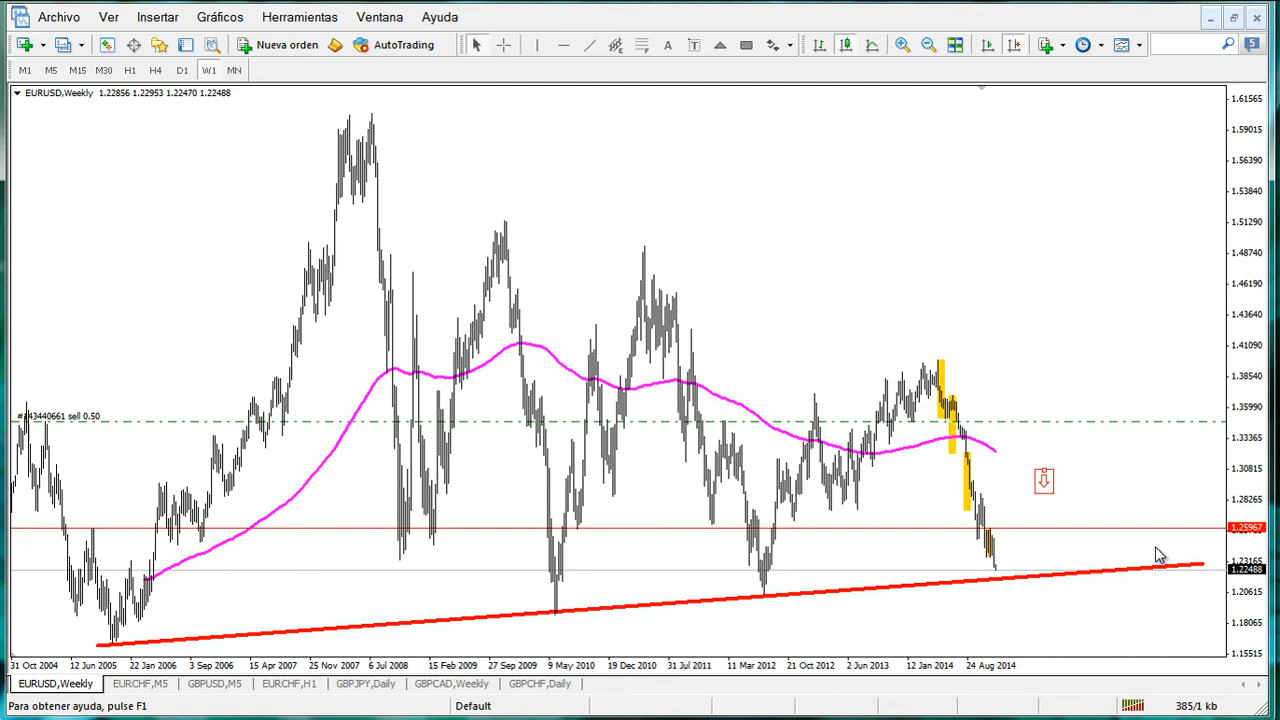 Archivo Ver Insertar Gráficos Herramientas Ventana Ayuda
Nueva orden AutoTrading A T 5
M1 M5 M15 M30 H1 H4 D1 W1 MN
EURUSD,Weekly 1.22856 1.22953 1.22470 1.22488
1.61565
1.59015
1.56390
1.53840
1.51290
1.48740
1.46190
1.43640
1.41090
1.38540
1.35990
#143440661 sell 0.50
1.33365
1.30815
1.28265
1.25967
1.22488
1.20615
1.18065
1.15515
31 Oct 2004 12 Jun 2005 22 Jan 2006 3 Sep 2006 15 Apr 2007 25 Nov 2007 6 Jul 2008 15 Feb 2009 27 Sep 2009 9 May 2010 19 Dec 2010 31 Jul 2011 11 Mar 2012 21 Oct 2012 2 Jun 2013 12 Jan 2014 24 Aug 2014
EURUSD,Weekly EURCHF,M5 GBPUSD,M5 EURCHF,H1 GBPJPY,Daily GBPCAD,Weekly GBPCHF,Daily
Para obtener ayuda, pulse F1 Default 385/1 kb